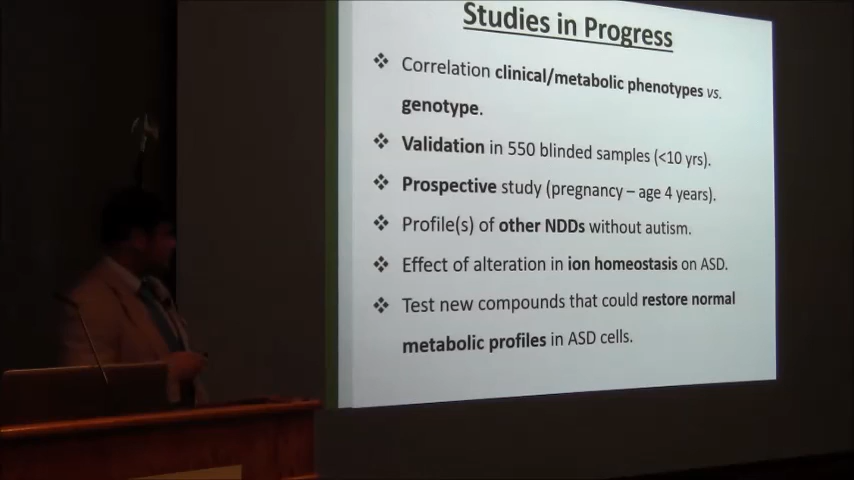 Studies in Progress
❖ Correlation clinical/metabolic phenotypes vs.
genotype.
❖ Validation in 550 blinded samples (<10 yrs).
❖ Prospective study (pregnancy – age 4 years).
❖ Profile(s) of other NDDs without autism.
❖ Effect of alteration in ion homeostasis on ASD.
❖ Test new compounds that could restore normal
metabolic profiles in ASD cells.